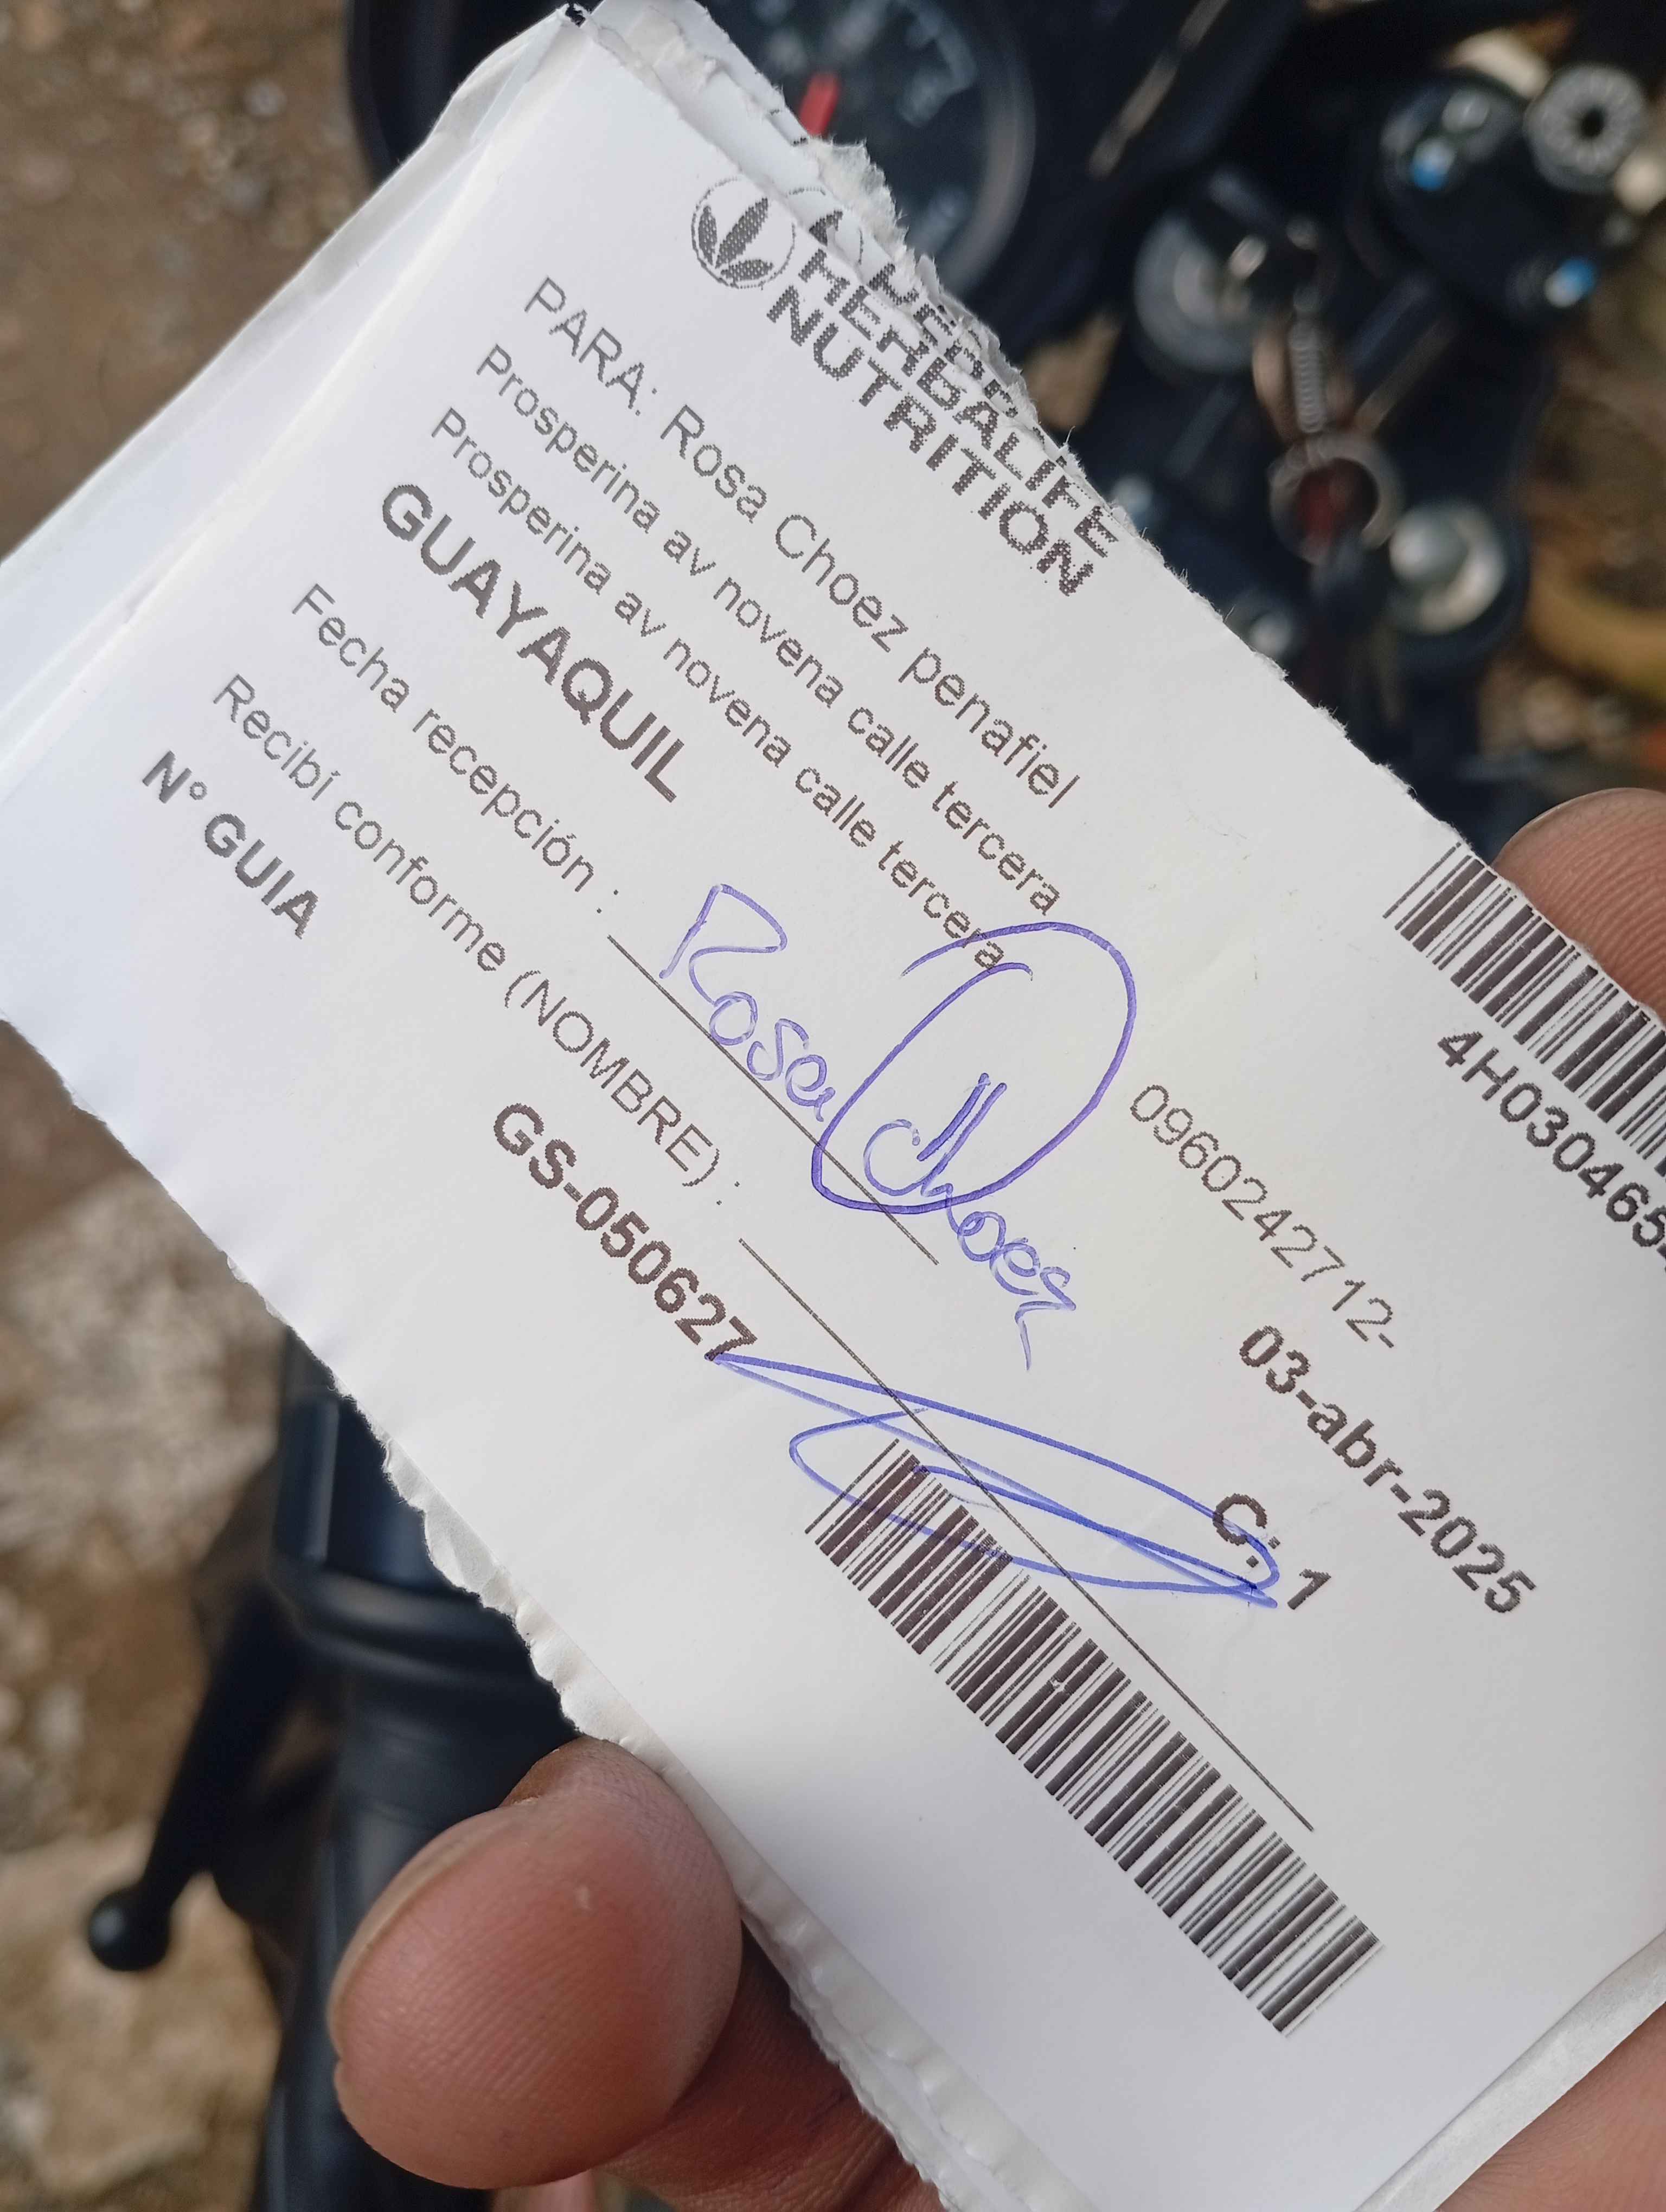 HERBALIFE
NUTRITION
4H030465
PARA: Rosa Choez penafiel
Prosperina av novena calle tercera
Prosperina av novena calle tercera
0960242712-
GUAYAQUIL
03-abr-2025
Fecha recepción :
Rosa Choez
Recibí conforme (NOMBRE) :
C: 1
N° GUIA
GS-050627